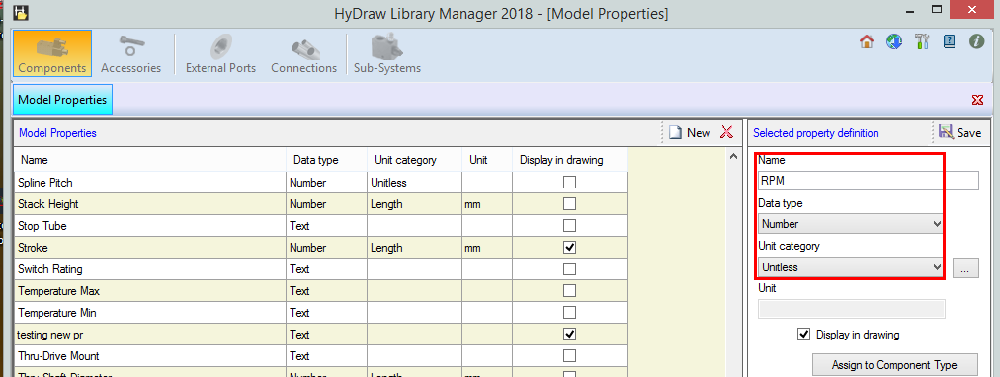 HyDraw Library Manager 2018 - [Model Properties]
Components Accessories External Ports Connections Sub-Systems
Model Properties
Model Properties New Selected property definition Save
Name Data type Unit category Unit Display in drawing Name
Spline Pitch Number Unitless RPM
Stack Height Number Length mm Data type
Stop Tube Text Number
Stroke Number Length mm Unit category
Switch Rating Text Unitless ...
Temperature Max Text Unit
Temperature Min Text
testing new pr Text Display in drawing
Thru-Drive Mount Text Assign to Component Type
Thru-Shaft Diameter Number Length mm